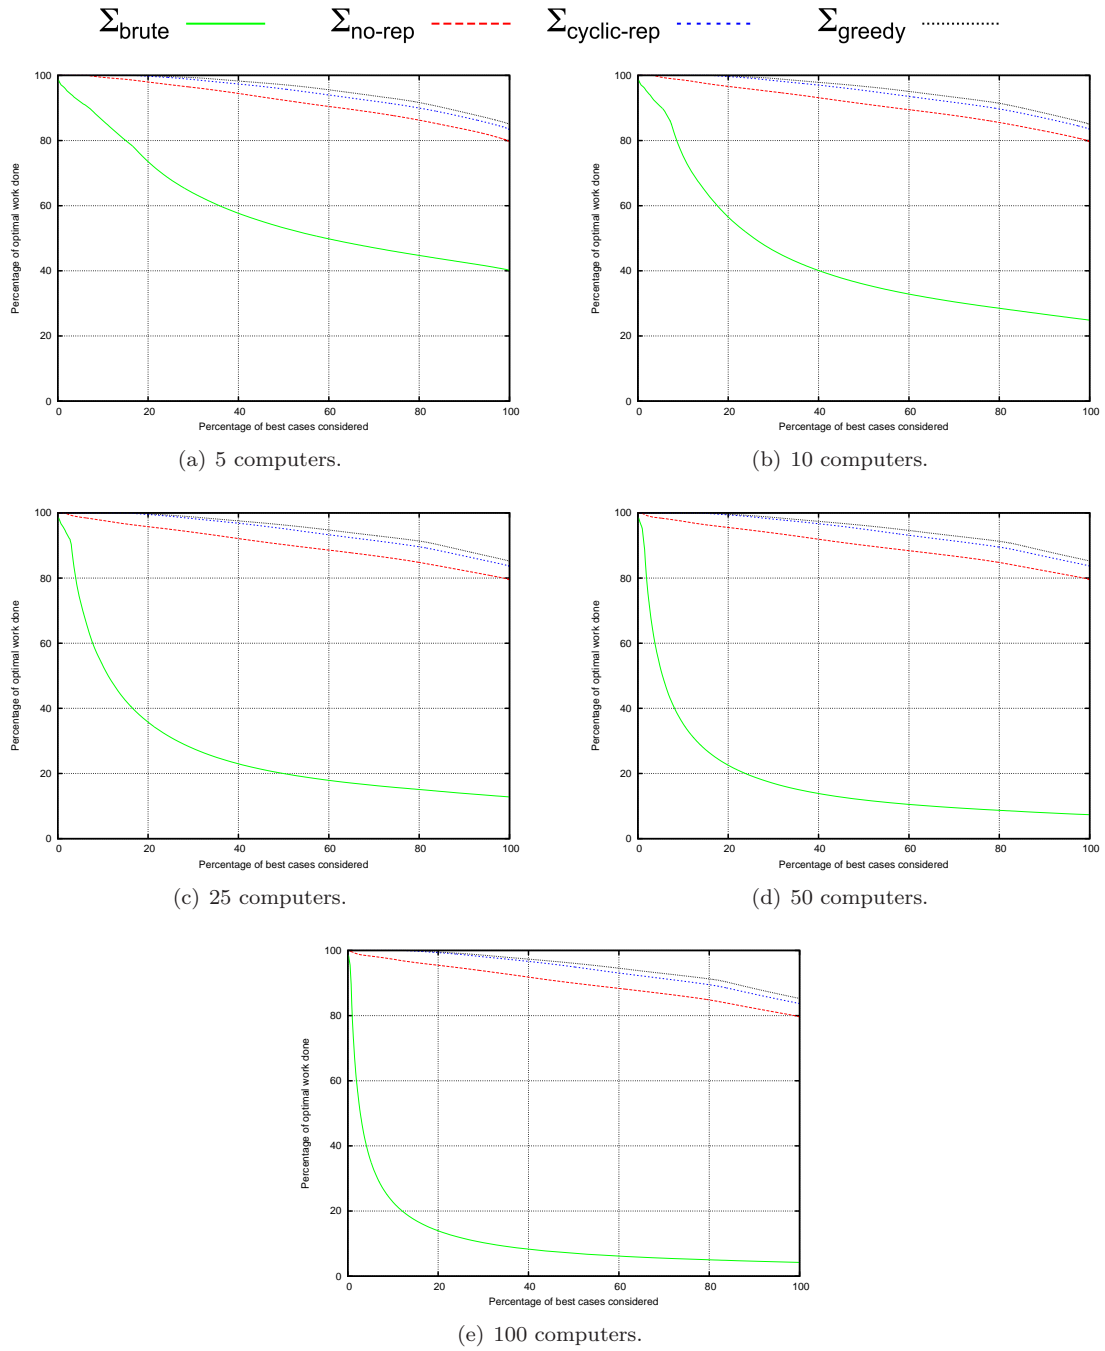 Σbrute Σno-rep Σcyclic-rep Σgreedy
100
80
60
40
20
0
Percentage of optimal work done
0 20 40 60 80 100
Percentage of best cases considered
(a) 5 computers.
100
80
60
40
20
0
Percentage of optimal work done
0 20 40 60 80 100
Percentage of best cases considered
(b) 10 computers.
100
80
60
40
20
0
Percentage of optimal work done
0 20 40 60 80 100
Percentage of best cases considered
(c) 25 computers.
100
80
60
40
20
0
Percentage of optimal work done
0 20 40 60 80 100
Percentage of best cases considered
(d) 50 computers.
100
80
60
40
20
0
Percentage of optimal work done
0 20 40 60 80 100
Percentage of best cases considered
(e) 100 computers.